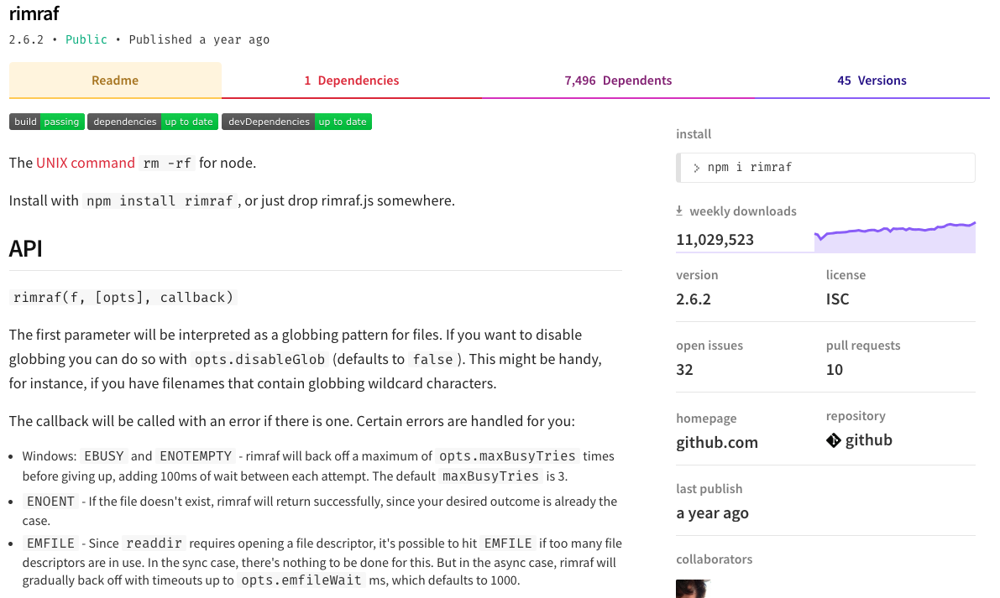 rimraf
2.6.2 • Public • Published a year ago
Readme
1 Dependencies
7,496 Dependents
45 Versions
build passing dependencies up to date devDependencies up to date
The UNIX command rm -rf for node.
Install with npm install rimraf, or just drop rimraf.js somewhere.
API
rimraf(f, [opts], callback)
The first parameter will be interpreted as a globbing pattern for files. If you want to disable
globbing you can do so with opts.disableGlob (defaults to false). This might be handy,
for instance, if you have filenames that contain globbing wildcard characters.
The callback will be called with an error if there is one. Certain errors are handled for you:
• Windows: EBUSY and ENOTEMPTY - rimraf will back off a maximum of opts.maxBusyTries times
before giving up, adding 100ms of wait between each attempt. The default maxBusyTries is 3.
• ENOENT - If the file doesn't exist, rimraf will return successfully, since your desired outcome is already the
case.
• EMFILE - Since readdir requires opening a file descriptor, it's possible to hit EMFILE if too many file
descriptors are in use. In the sync case, there's nothing to be done for this. But in the async case, rimraf will
gradually back off with timeouts up to opts.emfileWait ms, which defaults to 1000.
install
> npm i rimraf
weekly downloads
11,029,523
version
2.6.2
license
ISC
open issues
32
pull requests
10
homepage
github.com
repository
github
last publish
a year ago
collaborators